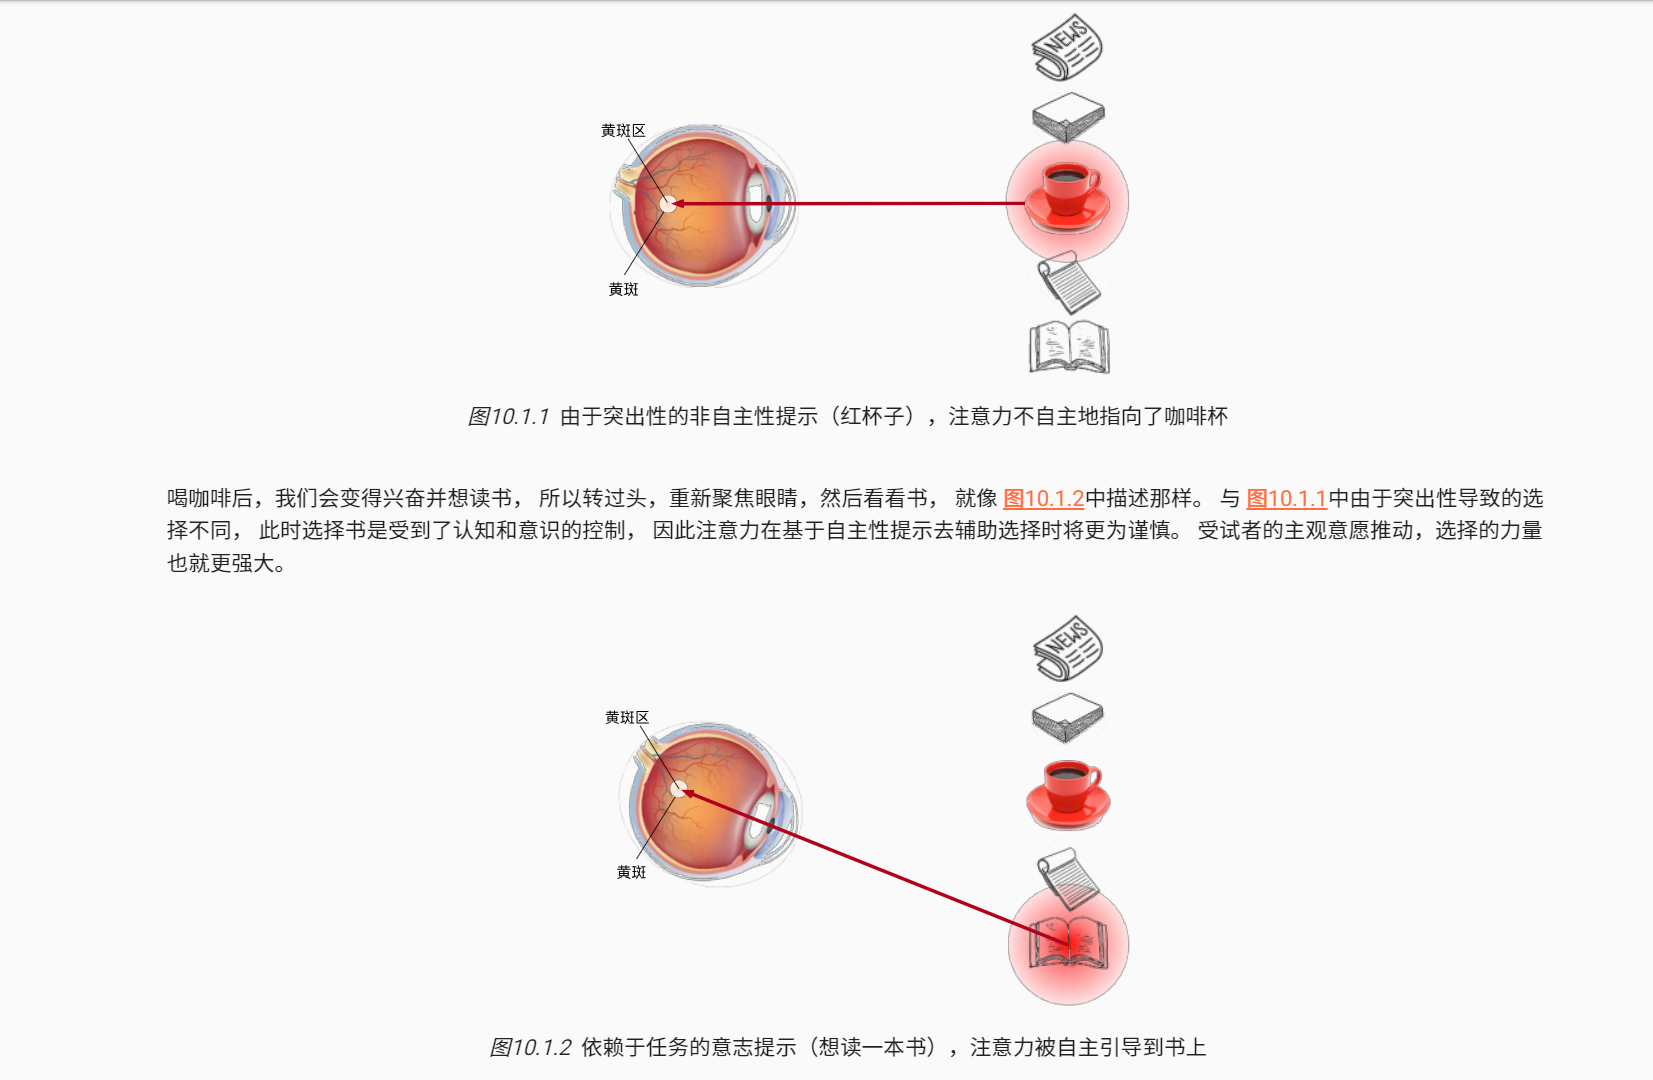 NEWS
黄斑区
黄斑
图10.1.1 由于突出性的非自主性提示（红杯子），注意力不自主地指向了咖啡杯
喝咖啡后，我们会变得兴奋并想读书， 所以转过头，重新聚焦眼睛，然后看看书， 就像 图10.1.2中描述那样。 与 图10.1.1中由于突出性导致的选
择不同， 此时选择书是受到了认知和意识的控制， 因此注意力在基于自主性提示去辅助选择时将更为谨慎。 受试者的主观意愿推动，选择的力量
也就更强大。
NEWS
黄斑区
黄斑
图10.1.2 依赖于任务的意志提示（想读一本书），注意力被自主引导到书上